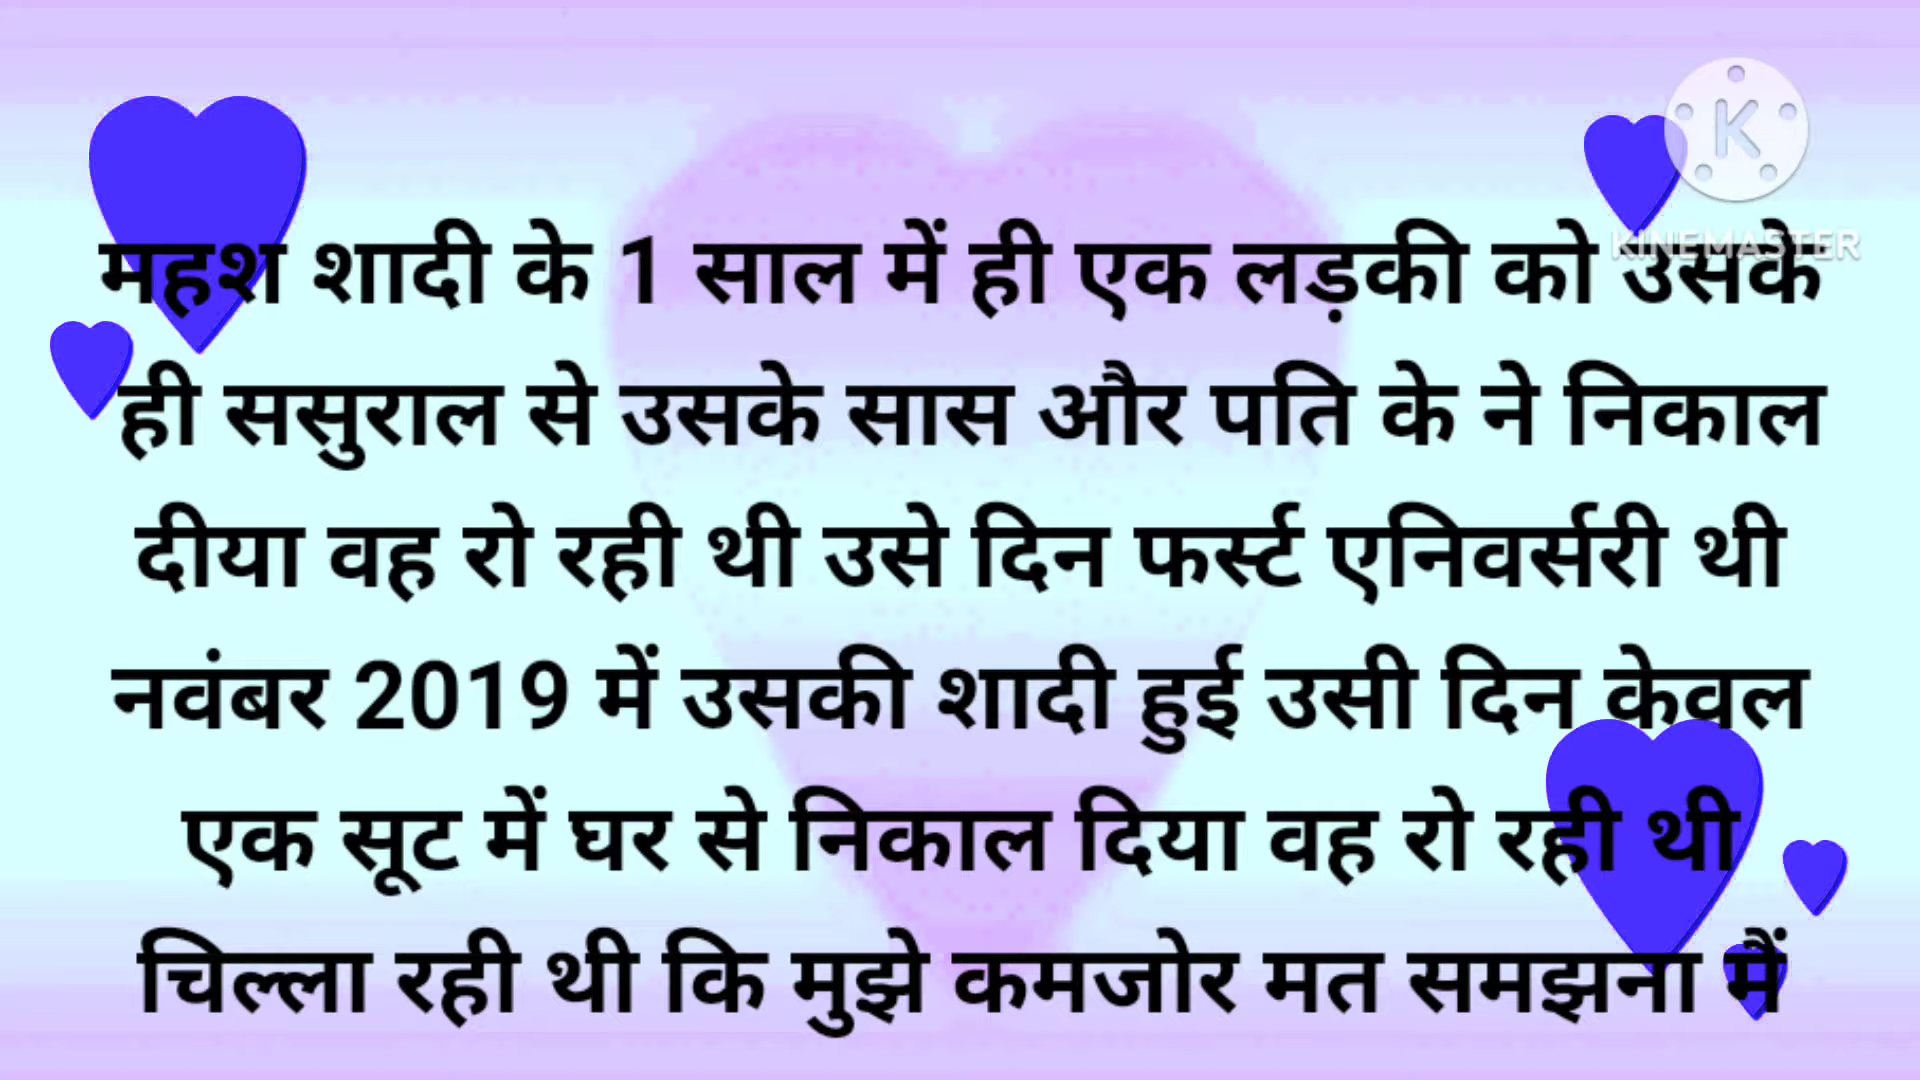 K
KINEMASTER
महश शादी के 1 साल में ही एक लड़की को उसके
ही ससुराल से उसके सास और पति के ने निकाल
दीया वह रो रही थी उसे दिन फर्स्ट एनिवर्सरी थी
नवंबर 2019 में उसकी शादी हुई उसी दिन केवल
एक सूट में घर से निकाल दिया वह रो रही थी
चिल्ला रही थी कि मुझे कमजोर मत समझना मैं